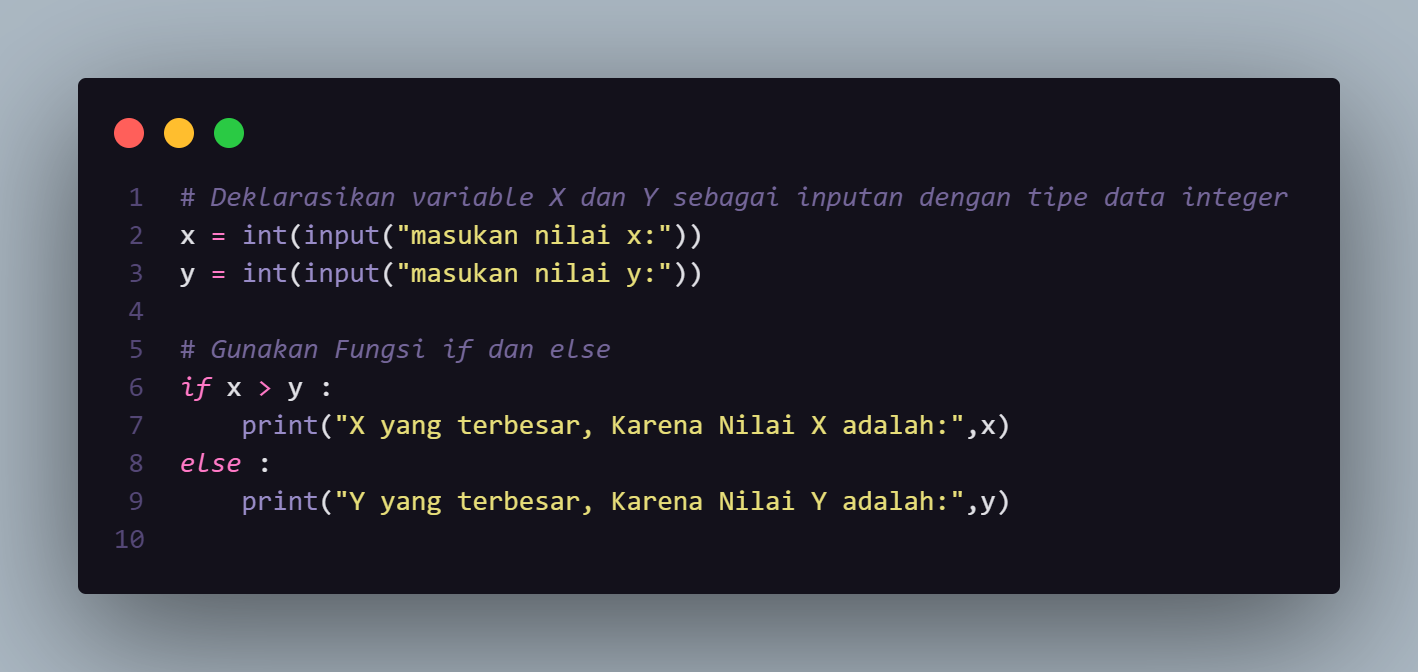 1 # Deklarasikan variable X dan Y sebagai inputan dengan tipe data integer
2 x = int(input("masukan nilai x:"))
3 y = int(input("masukan nilai y:"))
4
5 # Gunakan Fungsi if dan else
6 if x > y :
7     print("X yang terbesar, Karena Nilai X adalah:",x)
8 else :
9     print("Y yang terbesar, Karena Nilai Y adalah:",y)
10